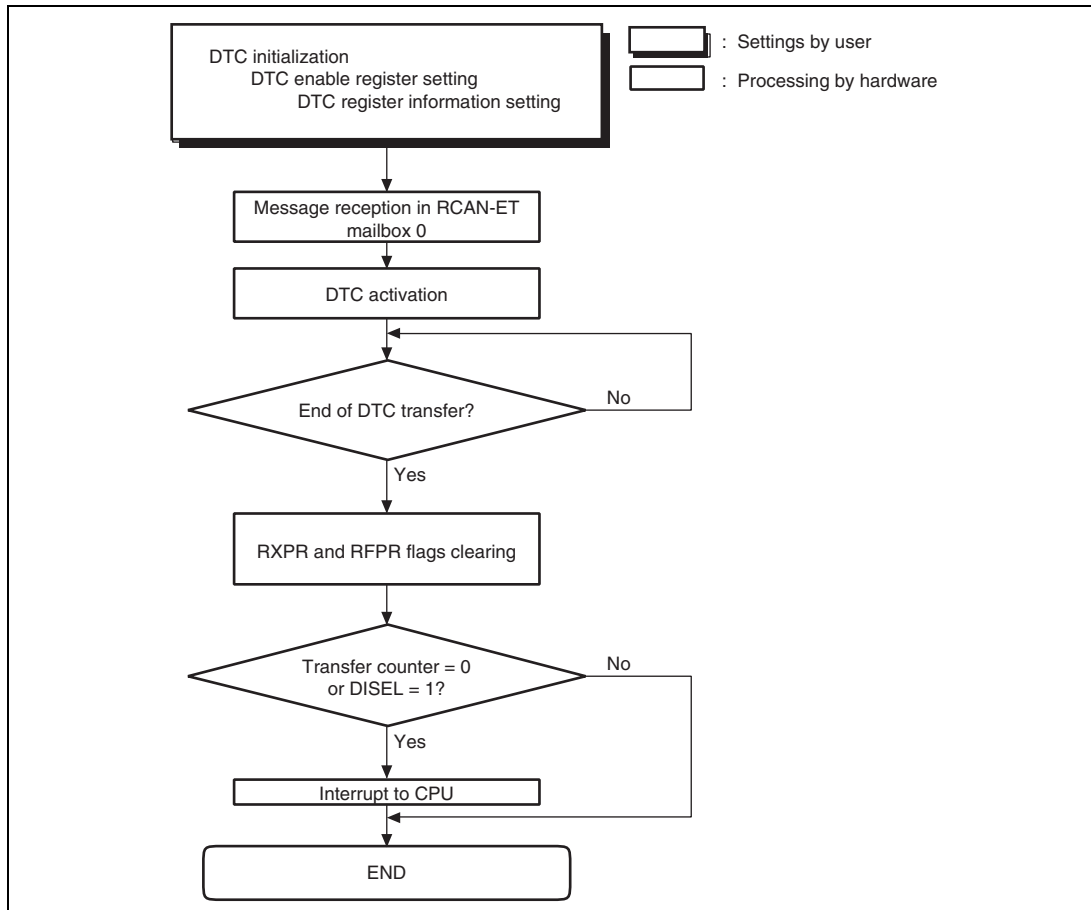 DTC initialization
DTC enable register setting
DTC register information setting
: Settings by user
: Processing by hardware
Message reception in RCAN-ET
mailbox 0
DTC activation
End of DTC transfer?
No
Yes
RXPR and RFPR flags clearing
Transfer counter = 0
or DISEL = 1?
No
Yes
Interrupt to CPU
END